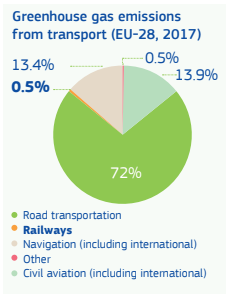 Greenhouse gas emissions
from transport (EU-28, 2017)
0.5%
13.4%
13.9%
0.5%
72%
Road transportation
Railways
Navigation (including international)
Other
Civil aviation (including international)